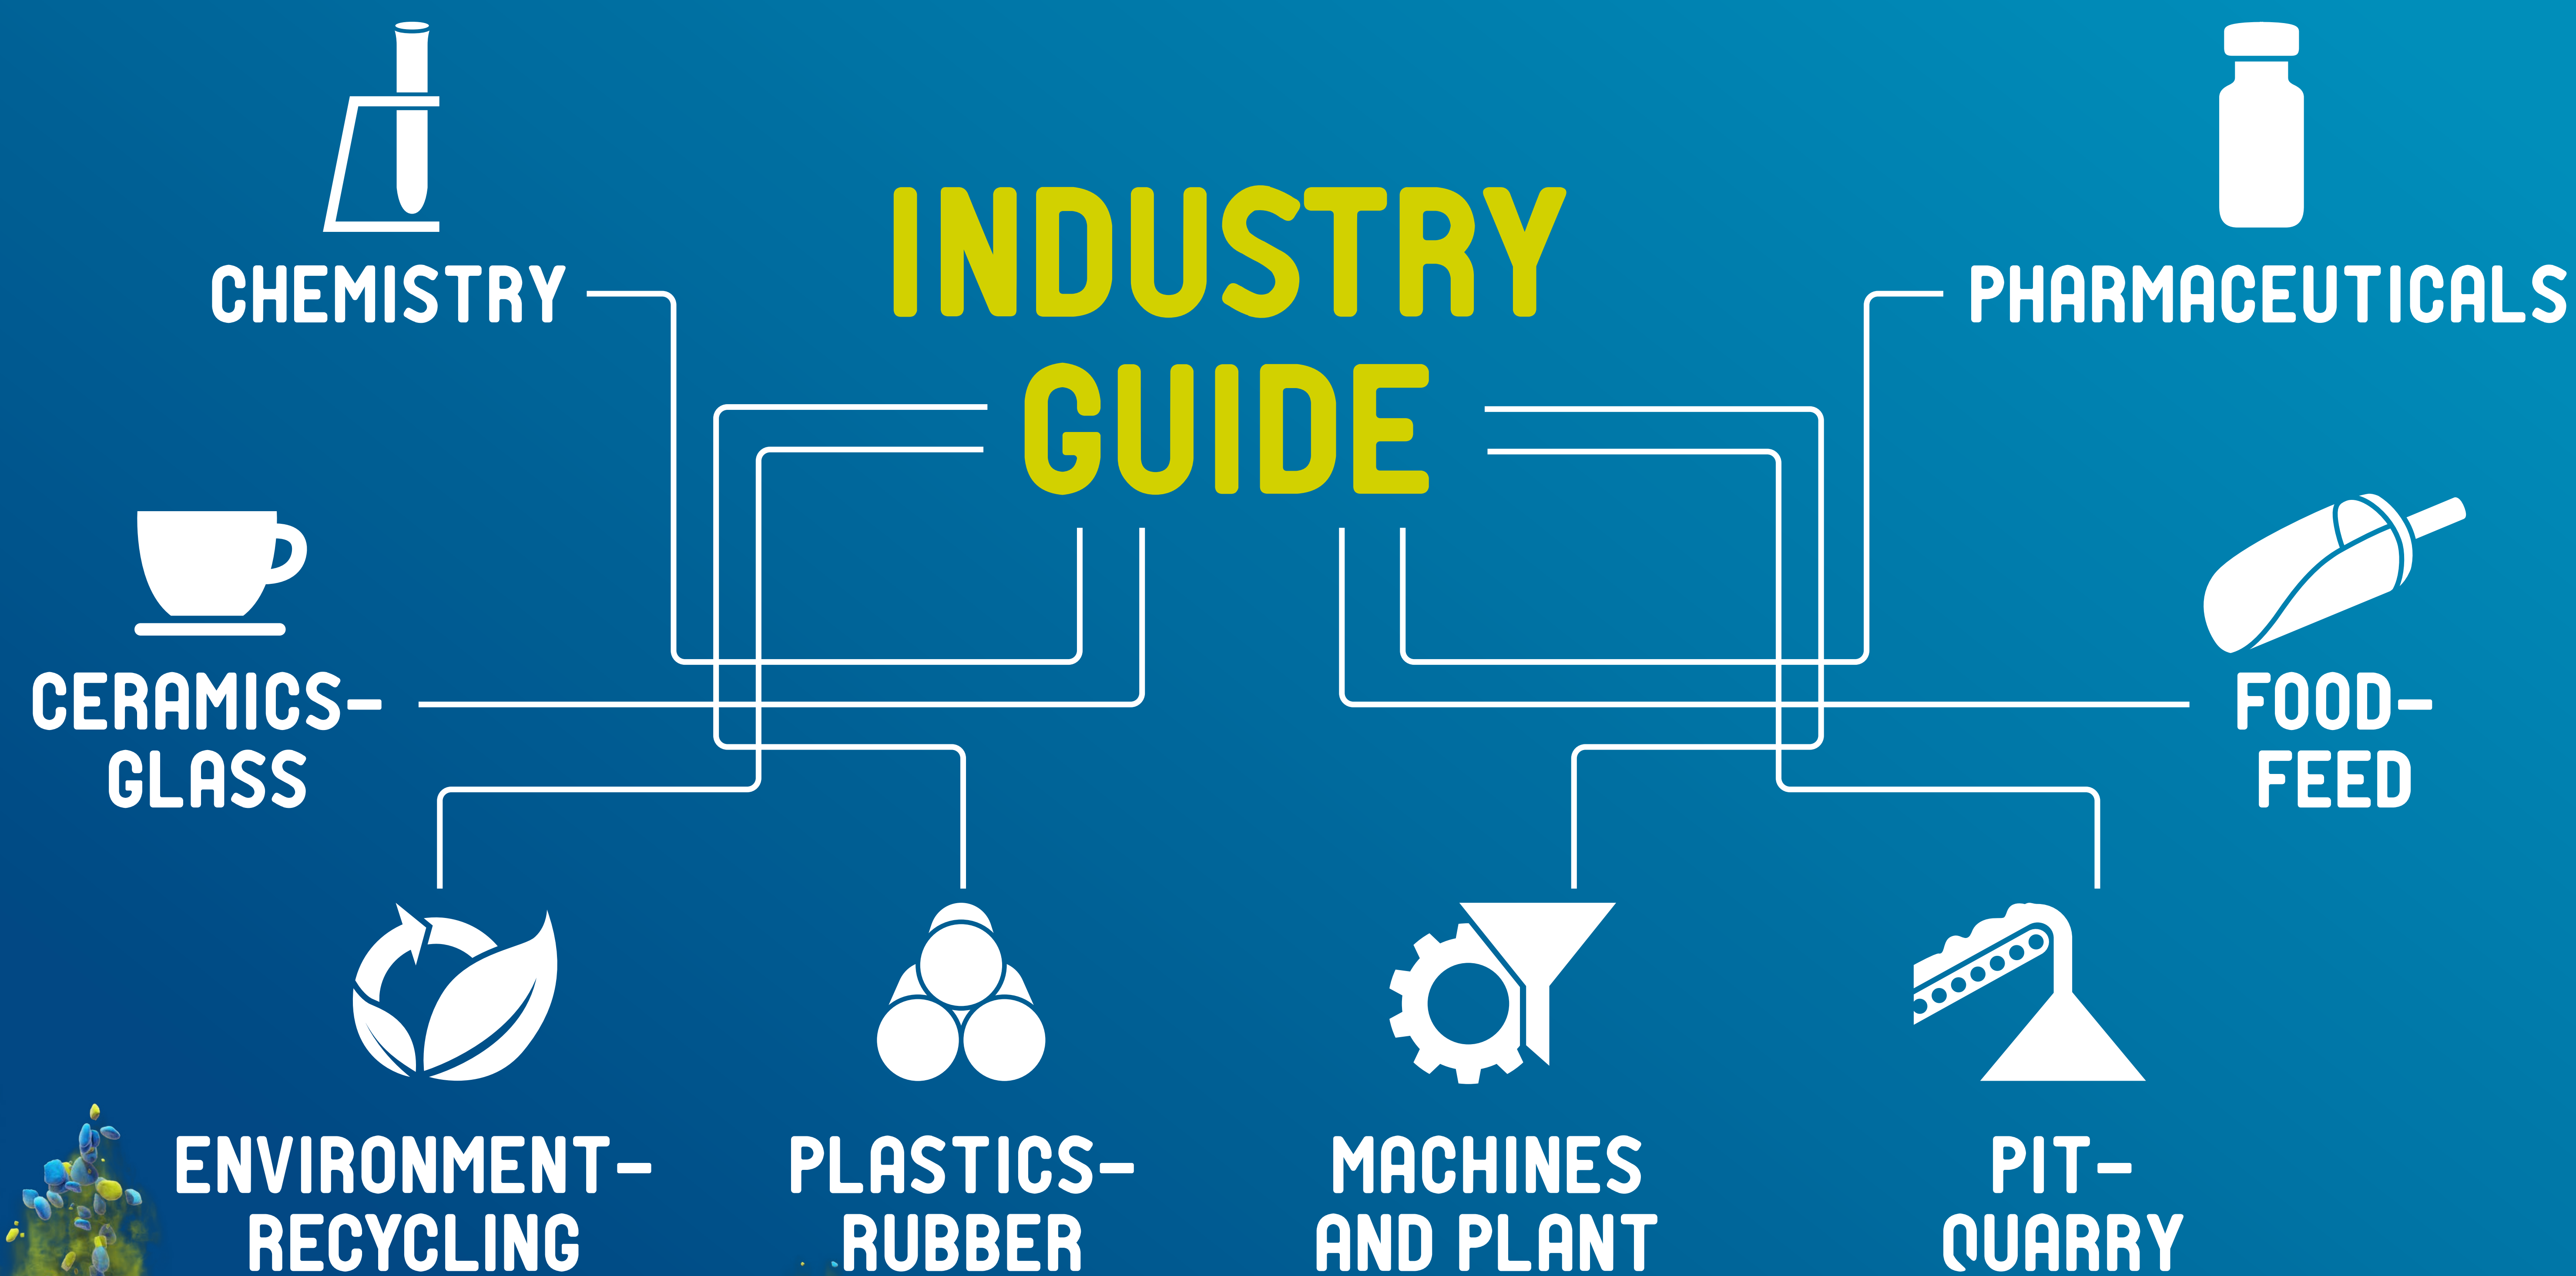 INDUSTRY
GUIDE
CHEMISTRY
PHARMACEUTICALS
CERAMICS-
GLASS
FOOD-
FEED
ENVIRONMENT-
RECYCLING
PLASTICS-
RUBBER
MACHINES
AND PLANT
PIT-
QUARRY